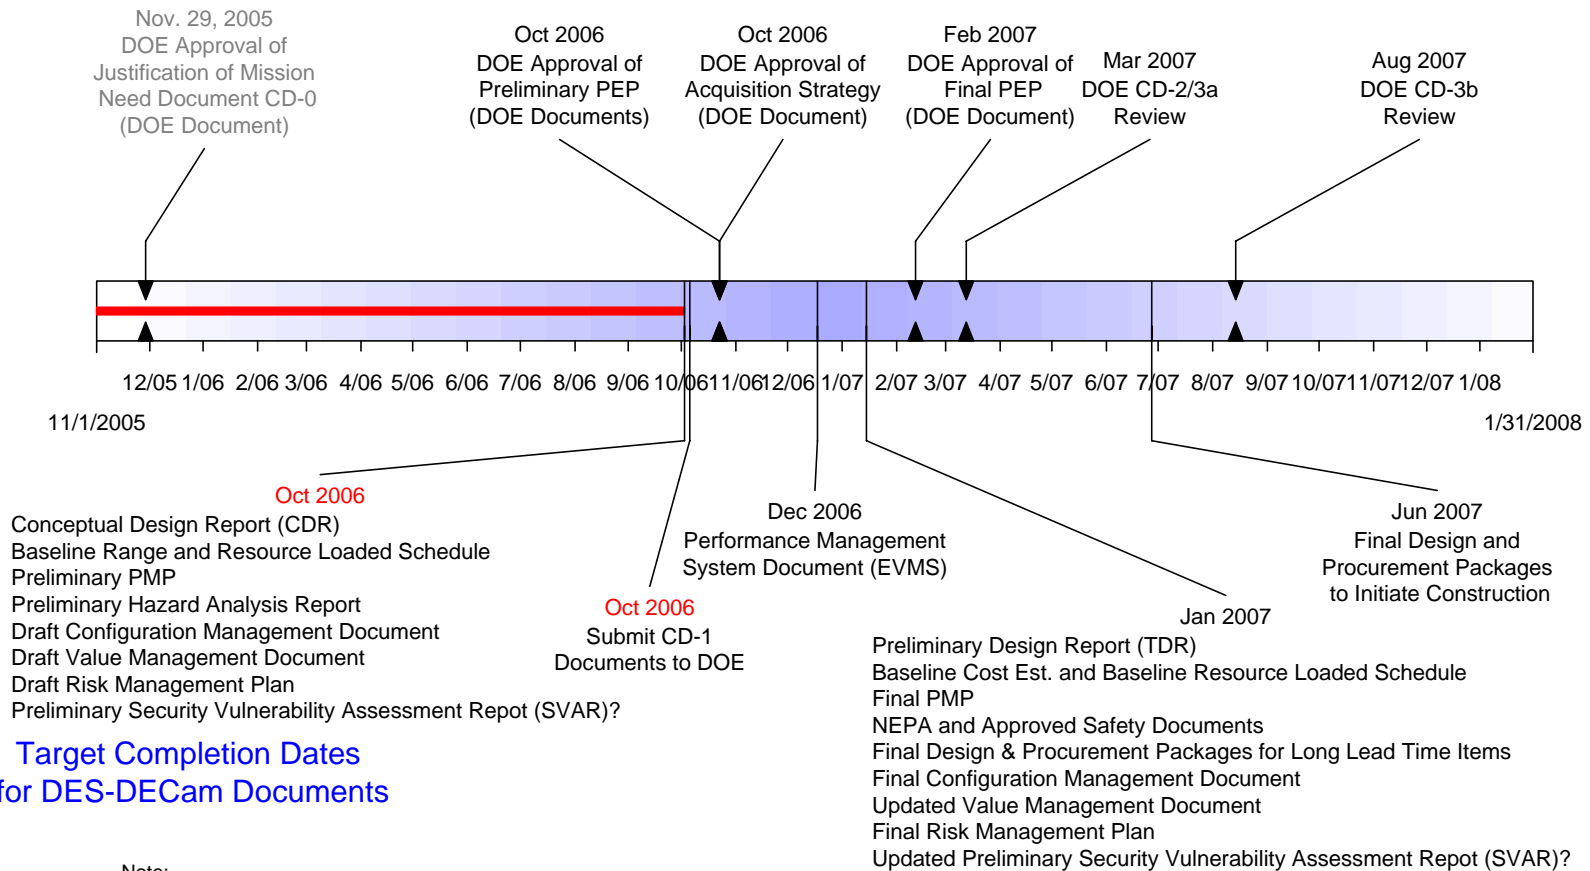 Nov. 29, 2005
DOE Approval of
Justification of Mission
Need Document CD-0
(DOE Document)
Oct 2006
DOE Approval of
Preliminary PEP
(DOE Documents)
Oct 2006
DOE Approval of
Acquisition Strategy
(DOE Document)
Feb 2007
DOE Approval of
Final PEP
(DOE Document)
Mar 2007
DOE CD-2/3a
Review
Aug 2007
DOE CD-3b
Review
12/05 1/06 2/06 3/06 4/06 5/06 6/06 7/06 8/06 9/06 10/06 11/06 12/06 1/07 2/07 3/07 4/07 5/07 6/07 7/07 8/07 9/07 10/07 11/07 12/07 1/08
11/1/2005 1/31/2008
Oct 2006
Conceptual Design Report (CDR)
Baseline Range and Resource Loaded Schedule
Preliminary PMP
Preliminary Hazard Analysis Report
Draft Configuration Management Document
Draft Value Management Document
Draft Risk Management Plan
Preliminary Security Vulnerability Assessment Repot (SVAR)?
Oct 2006
Submit CD-1
Documents to DOE
Dec 2006
Performance Management
System Document (EVMS)
Jan 2007
Preliminary Design Report (TDR)
Baseline Cost Est. and Baseline Resource Loaded Schedule
Final PMP
NEPA and Approved Safety Documents
Final Design & Procurement Packages for Long Lead Time Items
Final Configuration Management Document
Updated Value Management Document
Final Risk Management Plan
Updated Preliminary Security Vulnerability Assessment Repot (SVAR)?
Jun 2007
Final Design and
Procurement Packages
to Initiate Construction
Target Completion Dates
for DES-DECam Documents
Note: